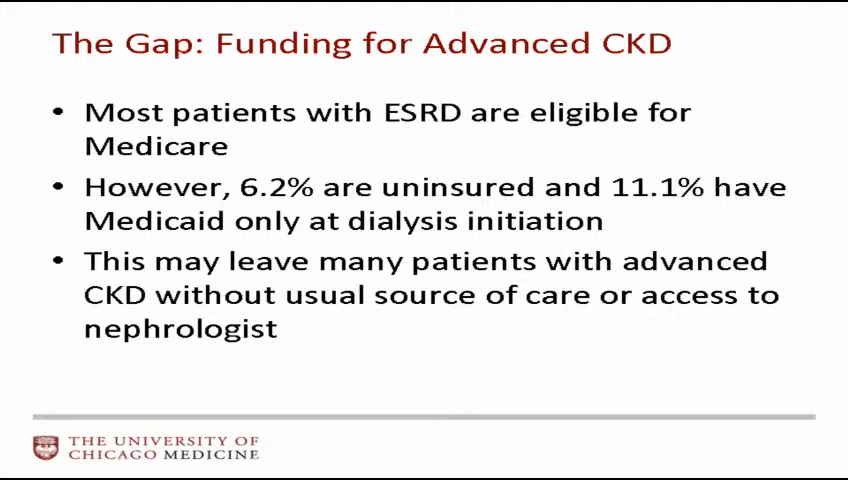 The Gap: Funding for Advanced CKD
• Most patients with ESRD are eligible for
Medicare
• However, 6.2% are uninsured and 11.1% have
Medicaid only at dialysis initiation
• This may leave many patients with advanced
CKD without usual source of care or access to
nephrologist
THE UNIVERSITY OF
CHICAGO MEDICINE